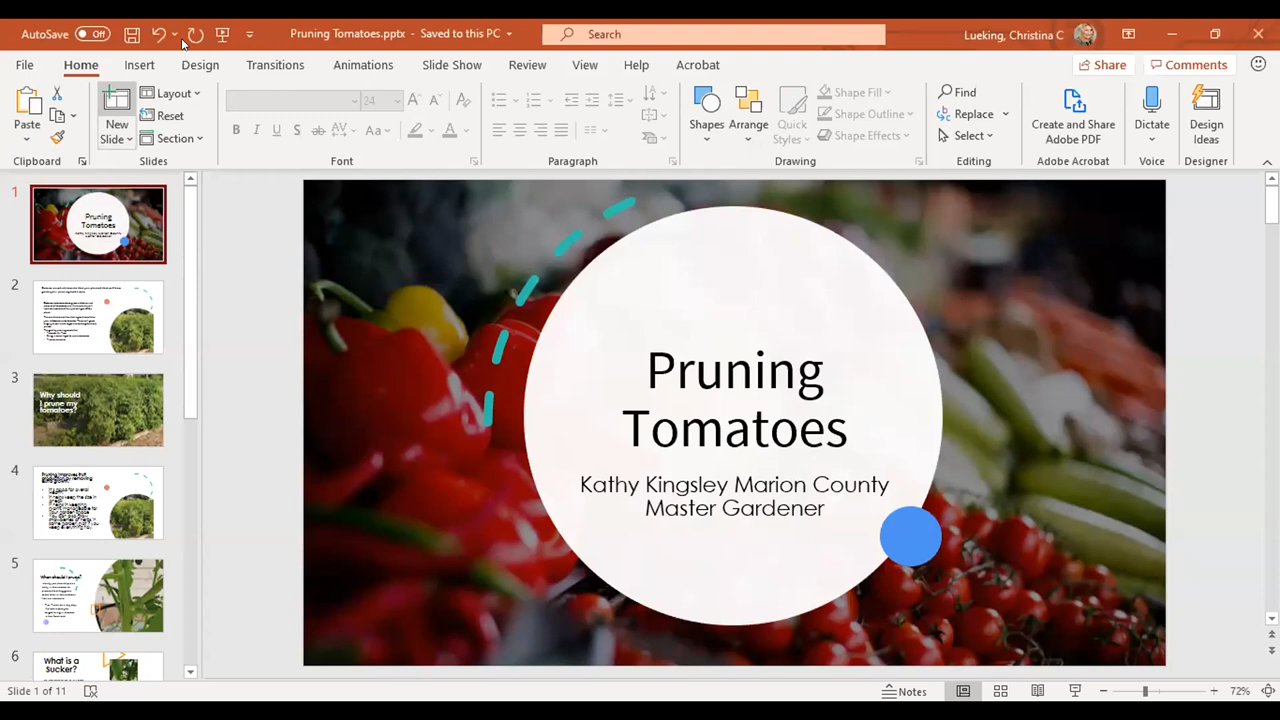 AutoSave Off
Pruning Tomatoes.pptx - Saved to this PC
Search
Lueking, Christina C
File Home Insert Design Transitions Animations Slide Show Review View Help Acrobat Share Comments
Paste
Clipboard
New Slide
Layout
Reset
Section
Slides
24
Font
Paragraph
Shapes
Arrange
Quick Styles
Shape Fill
Shape Outline
Shape Effects
Drawing
Find
Replace
Select
Editing
Create and Share Adobe PDF
Adobe Acrobat
Dictate
Voice
Design Ideas
Designer
1
Pruning
Tomatoes
2
3
Why should
I prune my
tomatoes?
4
5
When should I prune?
6
What is a
Sucker?
Pruning
Tomatoes
Kathy Kingsley Marion County
Master Gardener
Slide 1 of 11
Notes
72%